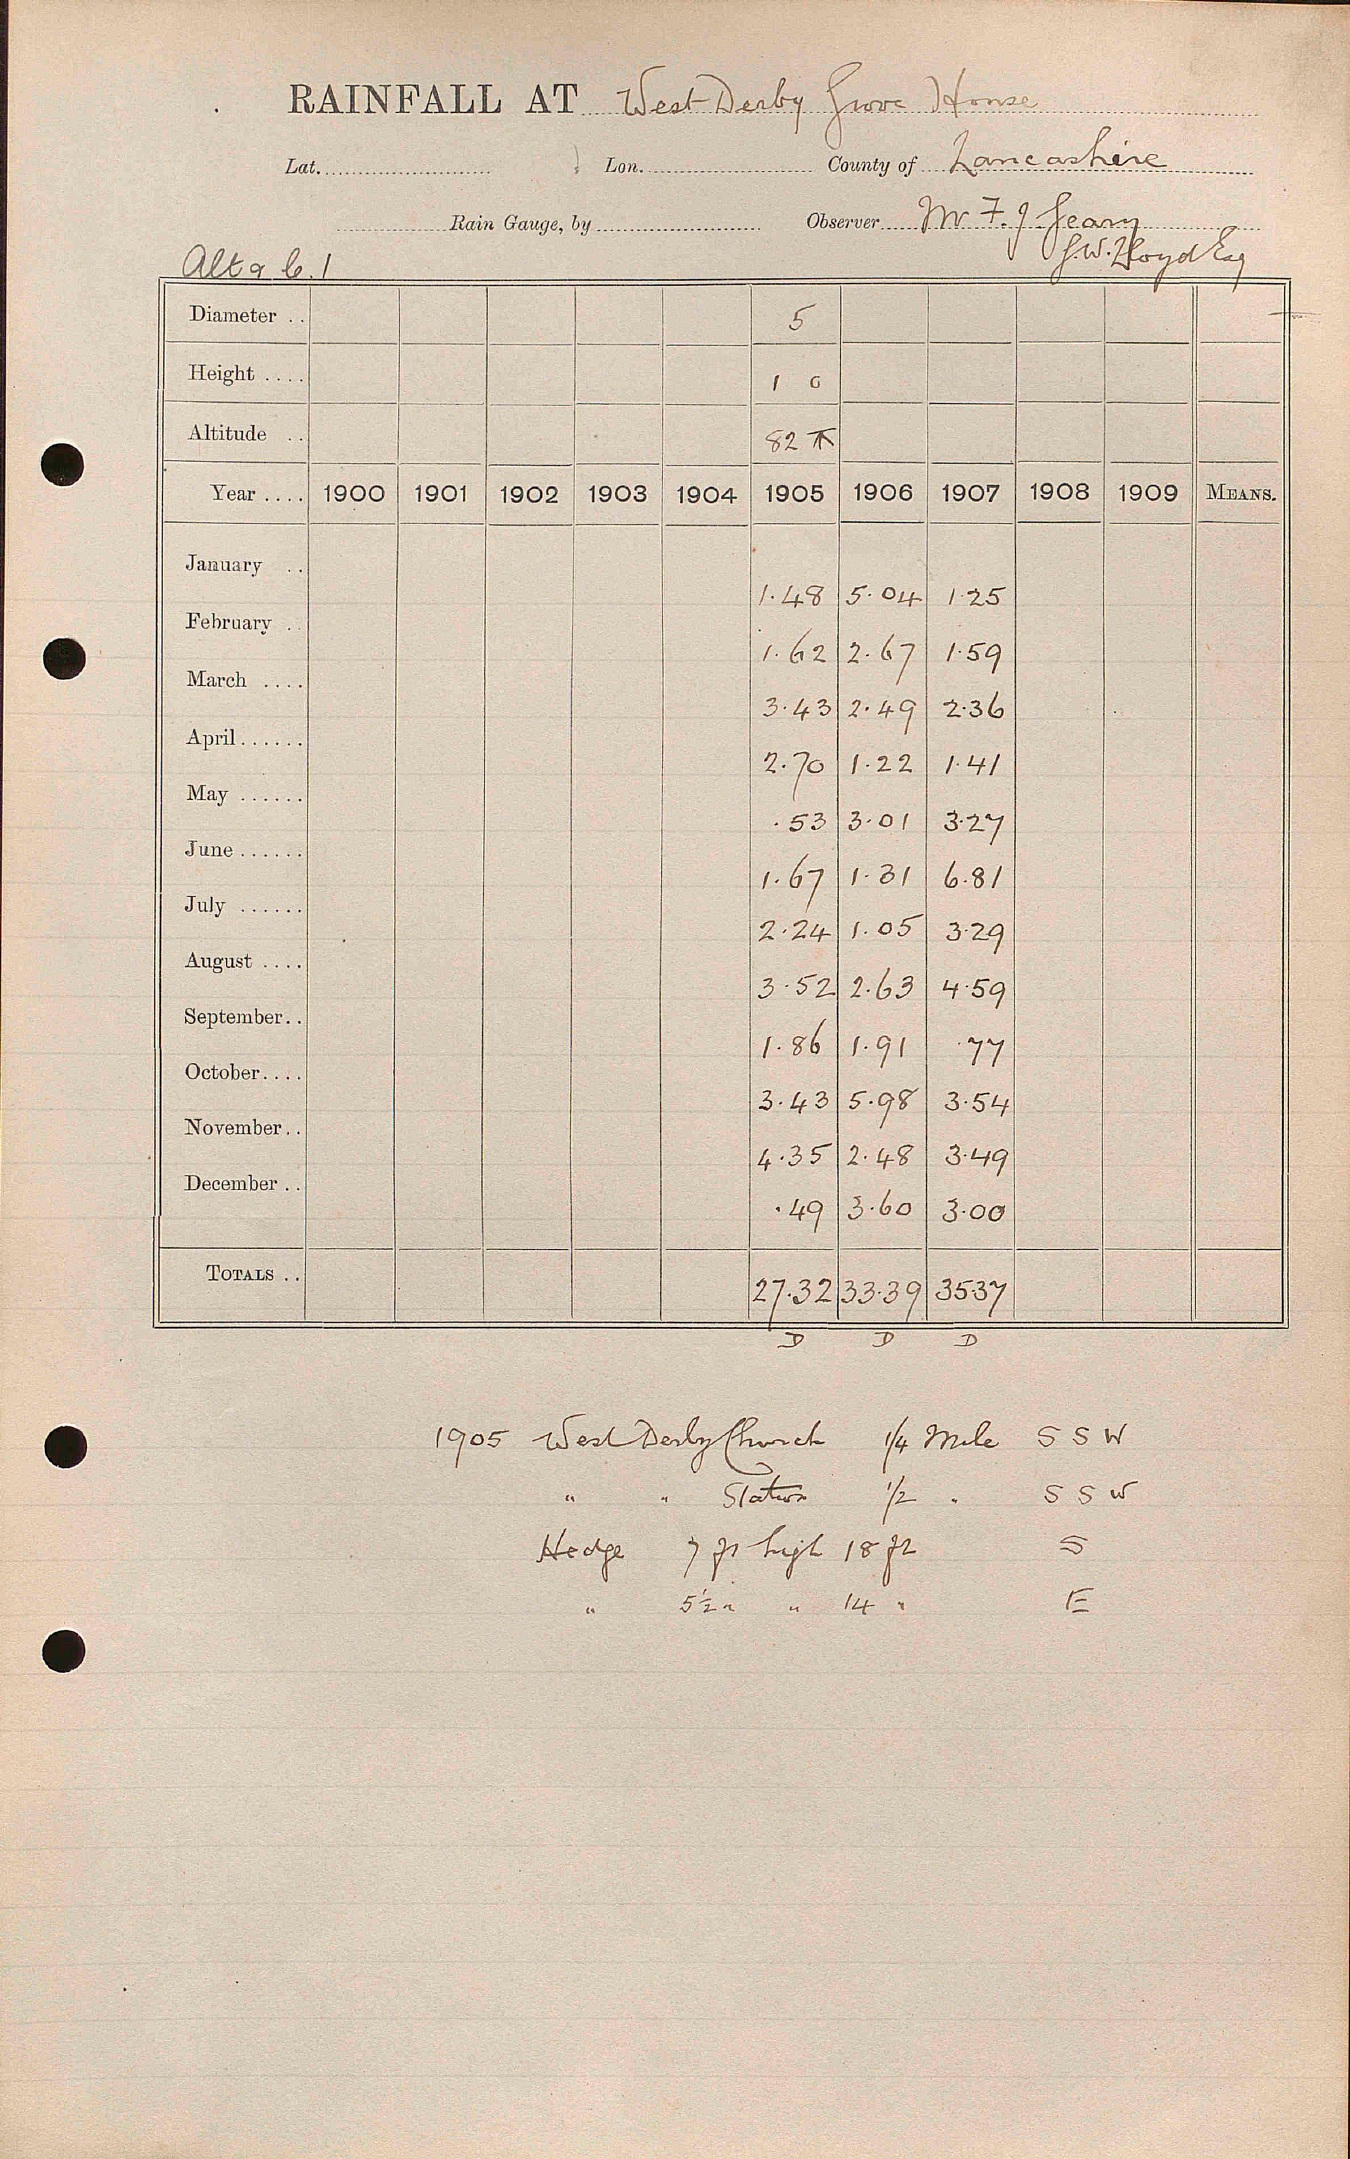 RAINFALL AT West Derby Grove House
Lat. Lon. County of Lancashire
Rain Gauge, by Observer Mr F. J. Geary
G.W. Lloyd Esq
Alt a 6.1
Diameter .. 5
Height .... 1 0
Altitude .. 82
Year .... 1900 1901 1902 1903 1904 1905 1906 1907 1908 1909 MEANS.
January .. 1.48 5.04 1.25
February .. 1.62 2.67 1.59
March .... 3.43 2.49 2.36
April...... 2.70 1.22 1.41
May ...... .53 3.01 3.27
June ...... 1.67 1.31 6.81
July ...... 2.24 1.05 3.29
August .... 3.52 2.63 4.59
September.. 1.86 1.91 .77
October.... 3.43 5.98 3.54
November.. 4.35 2.48 3.49
December .. .49 3.60 3.00
TOTALS .. 27.32 33.39 35.37
D D D
1905 West Derby Church 1/4 Mile S S W
" " Station 1/2 " S S W
Hedge 7 ft high 18 ft S
" 5½ " " 14 " E